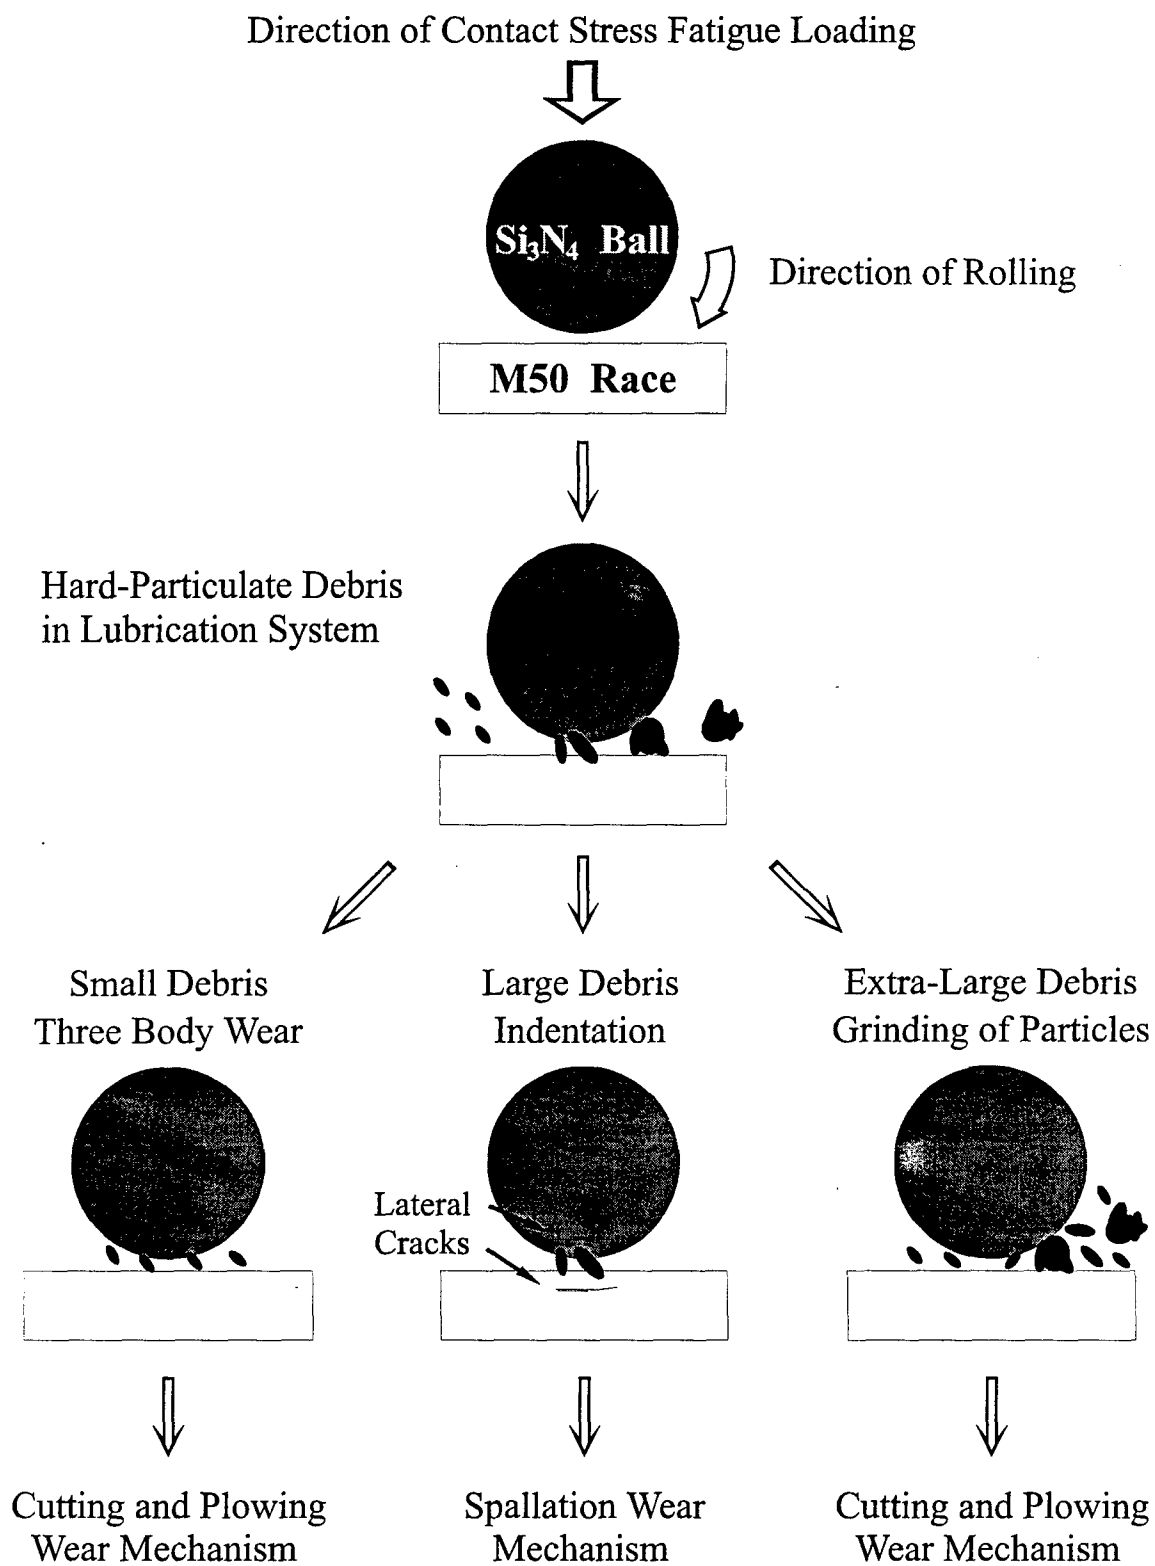 Direction of Contact Stress Fatigue Loading
Si₃N₄ Ball
Direction of Rolling
M50 Race
Hard-Particulate Debris
in Lubrication System
Small Debris
Three Body Wear
Large Debris
Indentation
Extra-Large Debris
Grinding of Particles
Lateral
Cracks
Cutting and Plowing
Wear Mechanism
Spallation Wear
Mechanism
Cutting and Plowing
Wear Mechanism